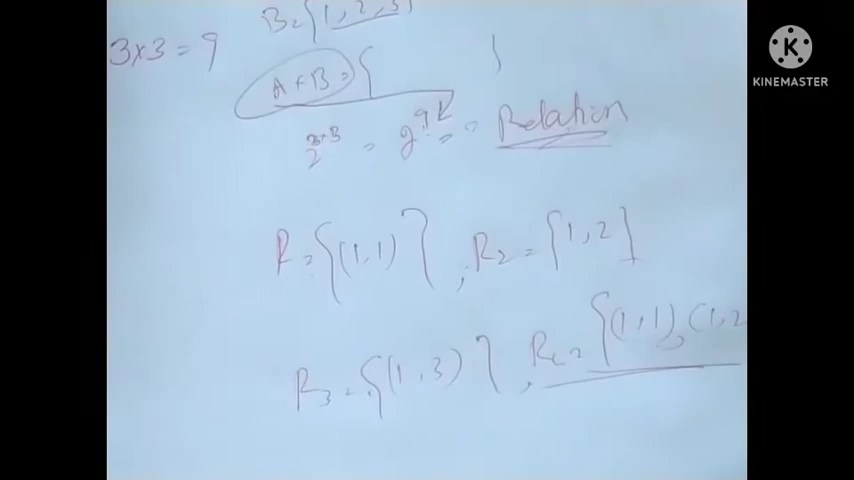 B = {1, 2, 3}
3x3 = 9
A+B = { }
2^3x3 = 2^9 = Relation
R = {(1,1)} , R2 = {1,2}
R3 = {(1,3)} , R4 = {(1,1), (1,2
K
KINEMASTER